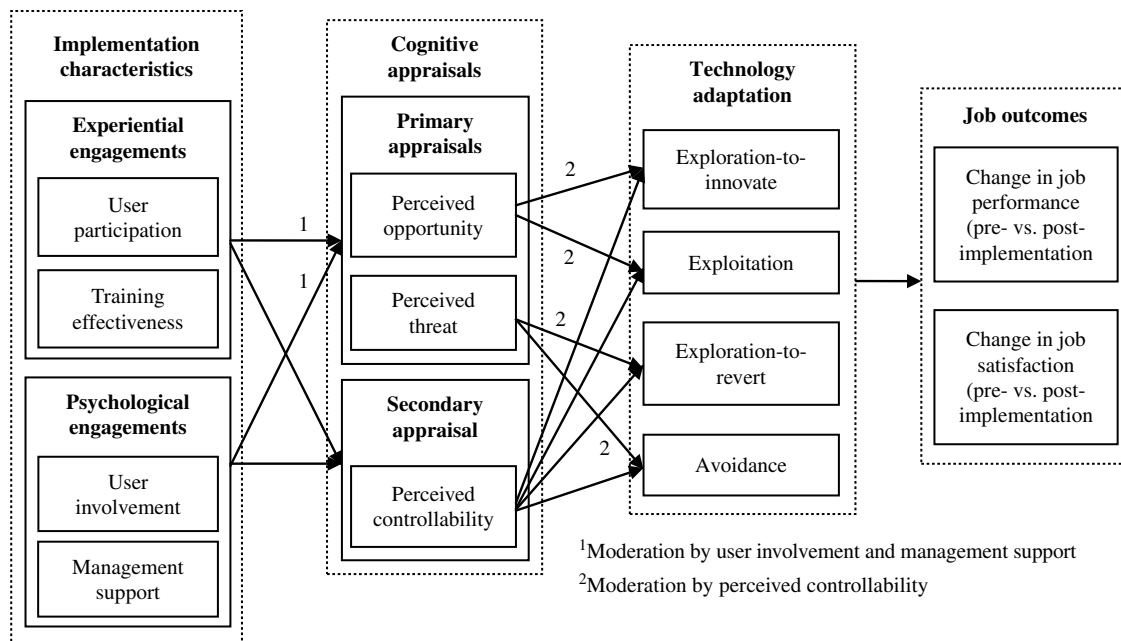 Implementation
characteristics
Experiential
engagements
User
participation
Training
effectiveness
Psychological
engagements
User
involvement
Management
support
1
1
Cognitive
appraisals
Primary
appraisals
Perceived
opportunity
Perceived
threat
Secondary
appraisal
Perceived
controllability
2
2
2
2
Technology
adaptation
Exploration-to-
innovate
Exploitation
Exploration-to-
revert
Avoidance
Job outcomes
Change in job
performance
(pre- vs. post-
implementation
Change in job
satisfaction
(pre- vs. post-
implementation
1Moderation by user involvement and management support
2Moderation by perceived controllability